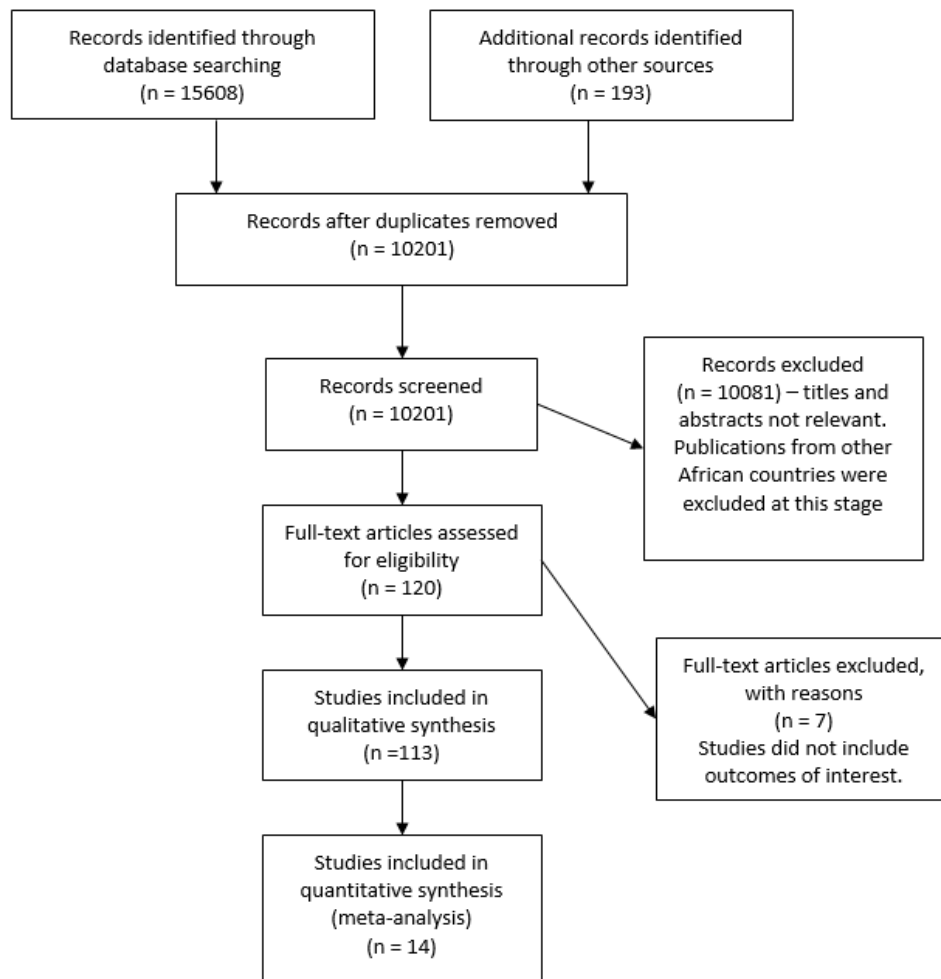 Records identified through
database searching
(n = 15608)
Additional records identified
through other sources
(n = 193)
Records after duplicates removed
(n = 10201)
Records screened
(n = 10201)
Records excluded
(n = 10081) – titles and
abstracts not relevant.
Publications from other
African countries were
excluded at this stage
Full-text articles assessed
for eligibility
(n = 120)
Full-text articles excluded,
with reasons
(n = 7)
Studies did not include
outcomes of interest.
Studies included in
qualitative synthesis
(n =113)
Studies included in
quantitative synthesis
(meta-analysis)
(n = 14)